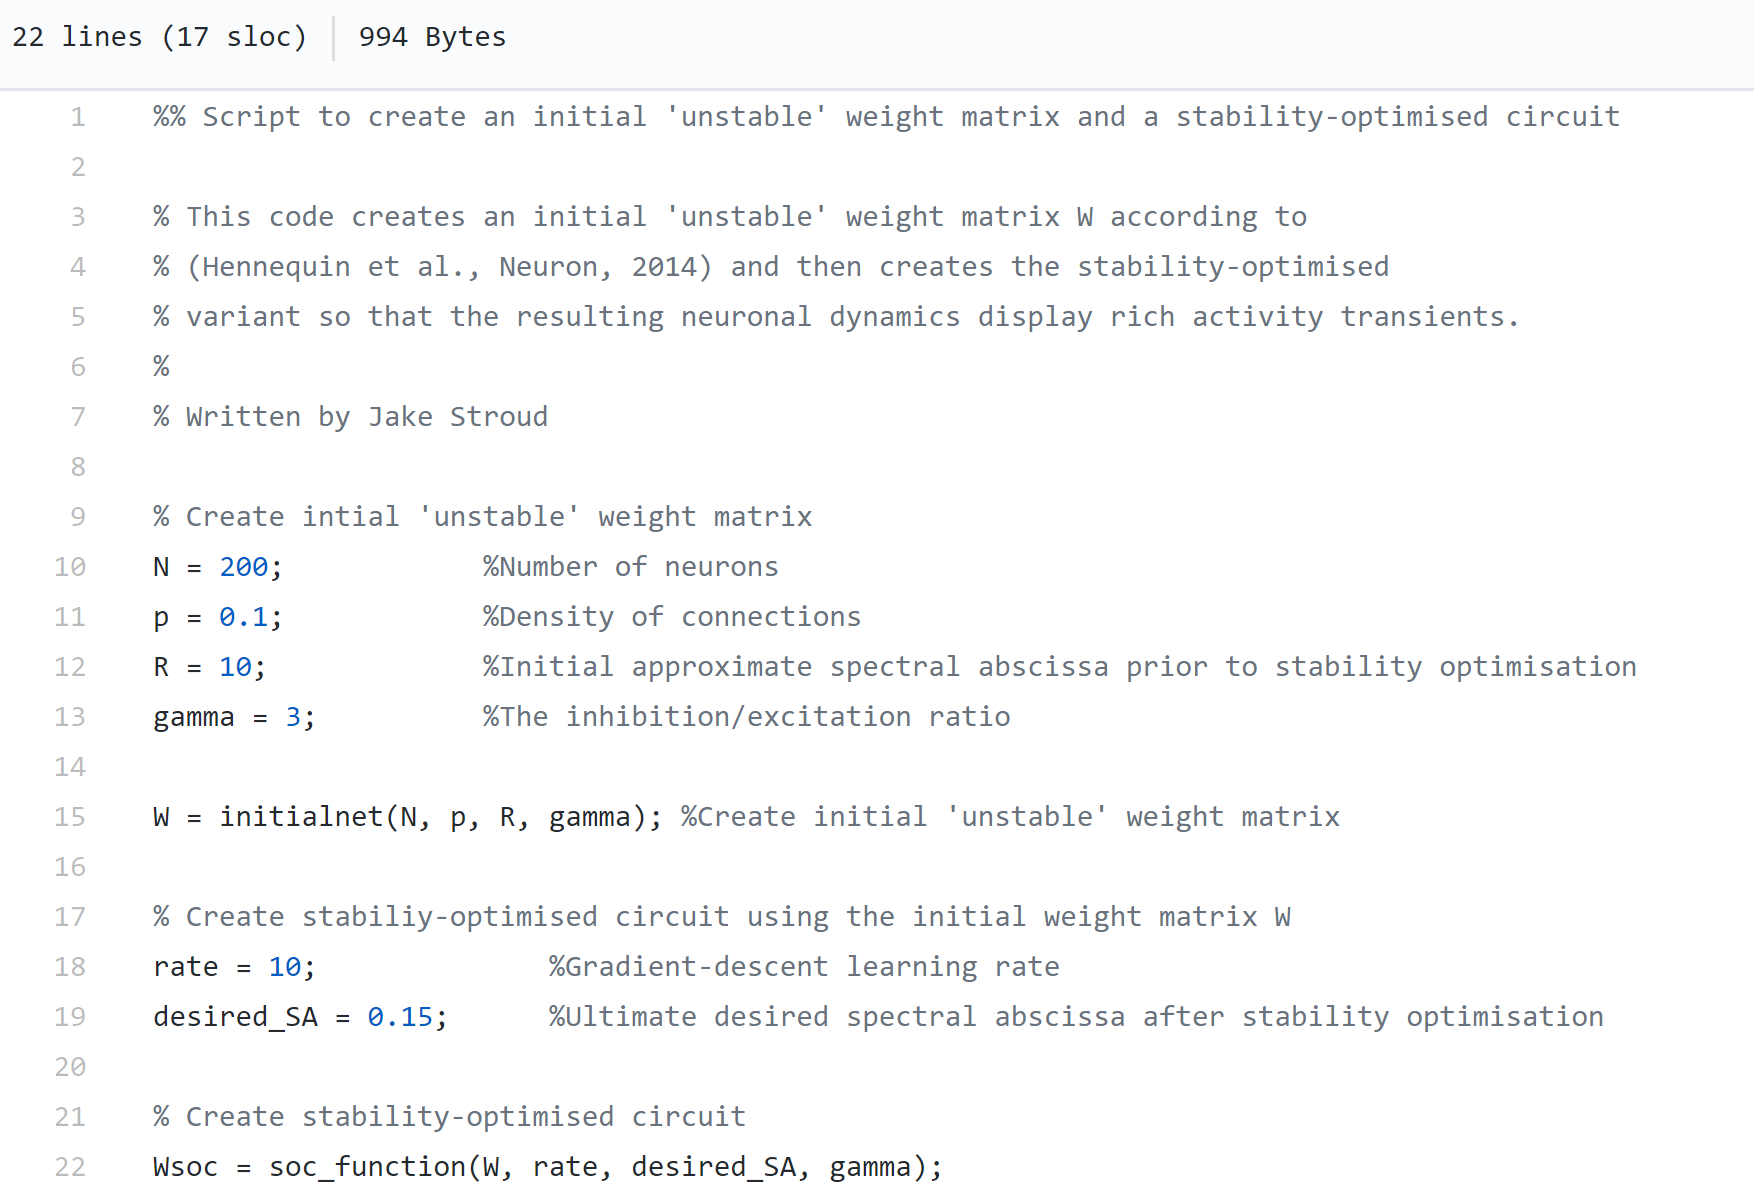 22 lines (17 sloc) 994 Bytes
1 %% Script to create an initial 'unstable' weight matrix and a stability-optimised circuit
2
3 % This code creates an initial 'unstable' weight matrix W according to
4 % (Hennequin et al., Neuron, 2014) and then creates the stability-optimised
5 % variant so that the resulting neuronal dynamics display rich activity transients.
6 %
7 % Written by Jake Stroud
8
9 % Create intial 'unstable' weight matrix
10 N = 200; %Number of neurons
11 p = 0.1; %Density of connections
12 R = 10; %Initial approximate spectral abscissa prior to stability optimisation
13 gamma = 3; %The inhibition/excitation ratio
14
15 W = initialnet(N, p, R, gamma); %Create initial 'unstable' weight matrix
16
17 % Create stabiliy-optimised circuit using the initial weight matrix W
18 rate = 10; %Gradient-descent learning rate
19 desired_SA = 0.15; %Ultimate desired spectral abscissa after stability optimisation
20
21 % Create stability-optimised circuit
22 Wsoc = soc_function(W, rate, desired_SA, gamma);